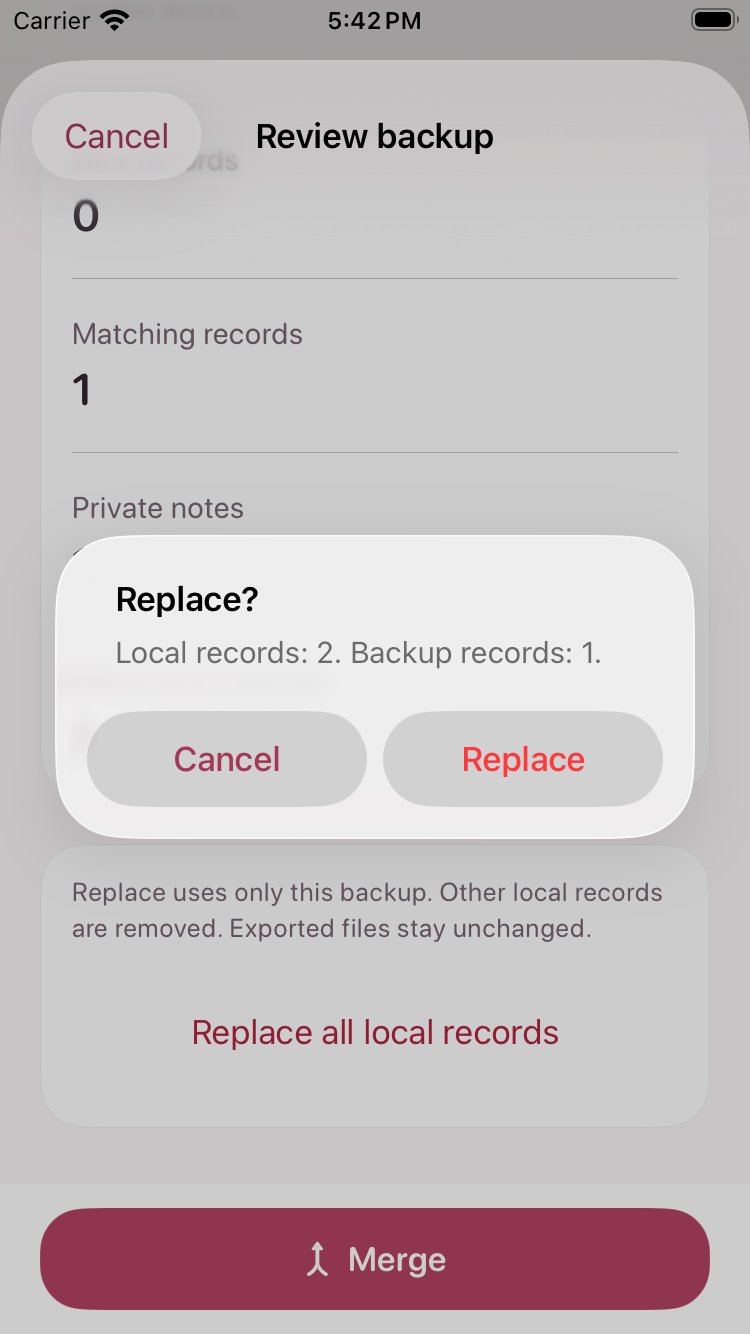 Carrier 5:42 PM
Cancel Review backup
0
Matching records
1
Private notes
Replace?
Local records: 2. Backup records: 1.
Cancel Replace
Replace uses only this backup. Other local records
are removed. Exported files stay unchanged.
Replace all local records
Merge